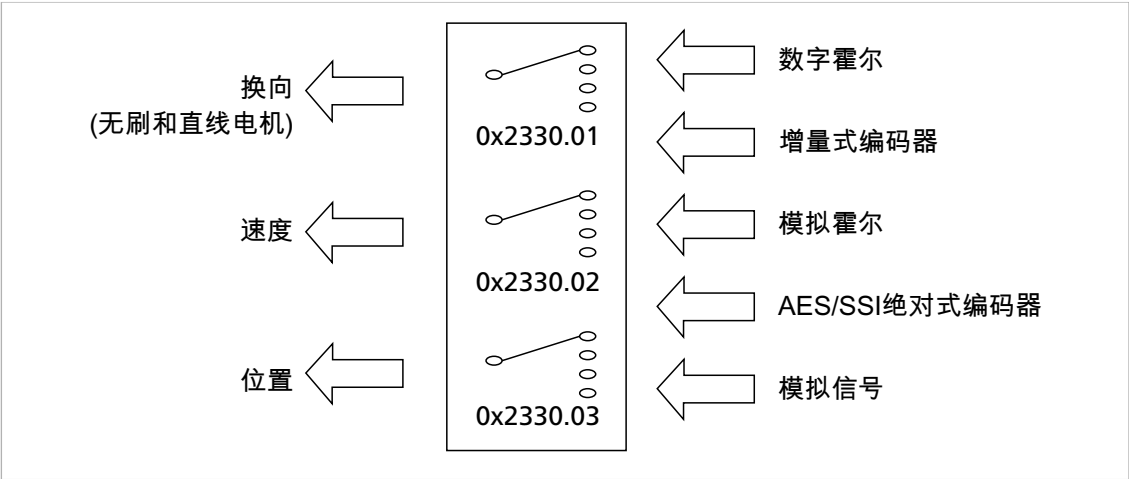 换向
(无刷和直线电机)
速度
位置
0x2330.01
0x2330.02
0x2330.03
数字霍尔
增量式编码器
模拟霍尔
AES/SSI绝对式编码器
模拟信号